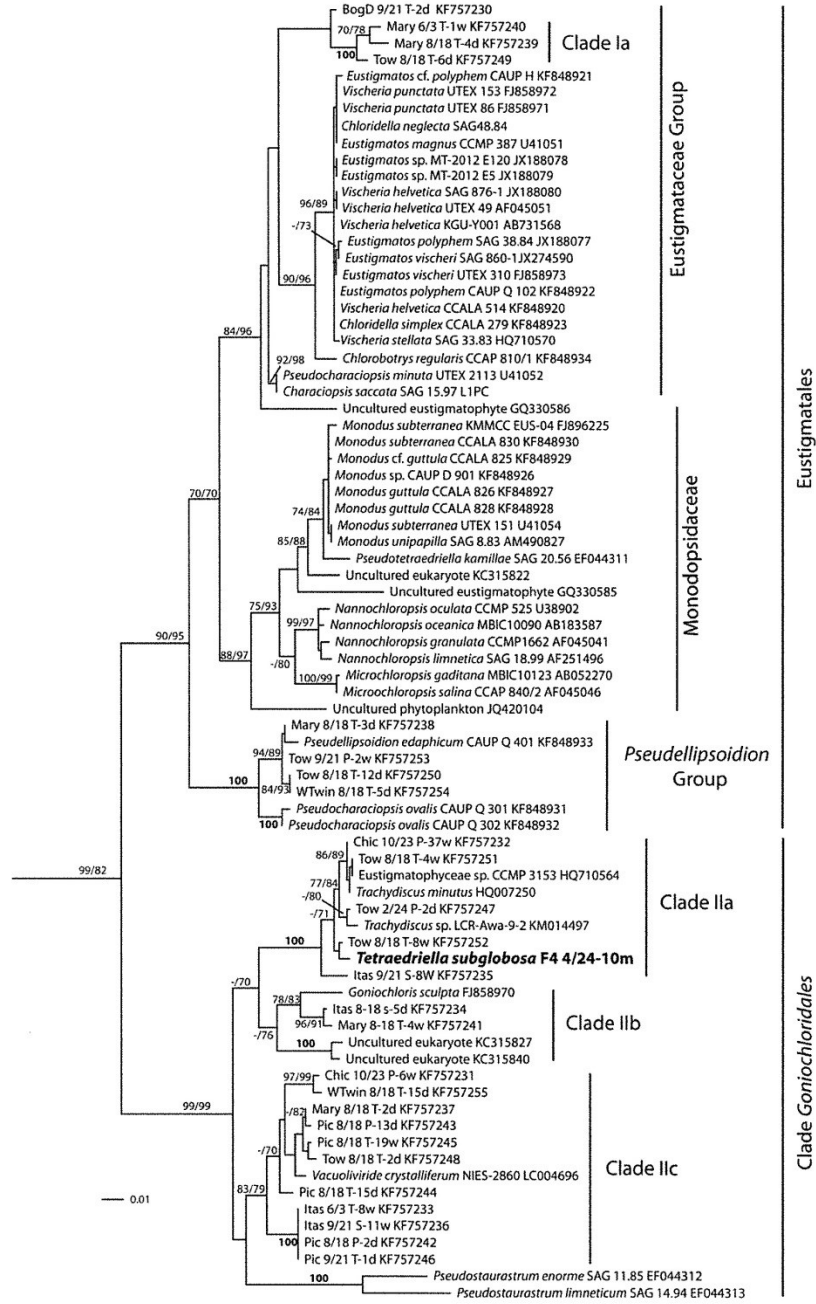 BogD 9/21 T-2d KF757230
70/78
Mary 6/3 T-1w KF757240
Mary 8/18 T-4d KF757239
100
Tow 8/18 T-6d KF757249
Clade Ia
Eustigmatos cf. polyphem CAUP H KF848921
Vischeria punctata UTEX 153 FJ858972
Vischeria punctata UTEX 86 FJ858971
Chloridella neglecta SAG48.84
Eustigmatos magnus CCMP 387 U41051
Eustigmatos sp. MT-2012 E120 JX188078
Eustigmatos sp. MT-2012 E5 JX188079
96/89
Vischeria helvetica SAG 876-1 JX188080
Vischeria helvetica UTEX 49 AF045051
-/73
Vischeria helvetica KGU-Y001 AB731568
Eustigmatos polyphem SAG 38.84 JX188077
Eustigmatos vischeri SAG 860-1JX274590
Eustigmatos vischeri UTEX 310 FJ858973
90/96
Eustigmatos polyphem CAUP Q 102 KF848922
Vischeria helvetica CCALA 514 KF848920
Chloridella simplex CCALA 279 KF848923
84/96
Vischeria stellata SAG 33.83 HQ710570
Chlorobotrys regularis CCAP 810/1 KF848934
92/98
Pseudocharaciopsis minuta UTEX 2113 U41052
Characiopsis saccata SAG 15.97 L1PC
Eustigmataceae Group
Uncultured eustigmatophyte GQ330586
Monodus subterranea KMMCC EUS-04 FJ896225
Monodus subterranea CCALA 830 KF848930
Monodus cf. guttula CCALA 825 KF848929
Monodus sp. CAUP D 901 KF848926
Monodus guttula CCALA 826 KF848927
70/70
74/84
Monodus guttula CCALA 828 KF848928
Monodus subterranea UTEX 151 U41054
85/88
Monodus unipapilla SAG 8.83 AM490827
Pseudotetraedriella kamillae SAG 20.56 EF044311
Uncultured eukaryote KC315822
Uncultured eustigmatophyte GQ330585
75/93
Nannochloropsis oculata CCMP 525 U38902
99/97
Nannochloropsis oceanica MBIC10090 AB183587
90/95
Nannochloropsis granulata CCMP1662 AF045041
88/97
-/80
Nannochloropsis limnetica SAG 18.99 AF251496
100/99
Microchloropsis gaditana MBIC10123 AB052270
Microochloropsis salina CCAP 840/2 AF045046
Uncultured phytoplankton JQ420104
Monodopsidaceae
Eustigmatales
Mary 8/18 T-3d KF757238
94/89
Pseudellipsoidion edaphicum CAUP Q 401 KF848933
Tow 9/21 P-2w KF757253
100
Tow 8/18 T-12d KF757250
84/93
WTwin 8/18 T-5d KF757254
Pseudocharaciopsis ovalis CAUP Q 301 KF848931
100
Pseudocharaciopsis ovalis CAUP Q 302 KF848932
Pseudellipsoidion
Group
99/82
Chic 10/23 P-37w KF757232
86/89
Tow 8/18 T-4w KF757251
Eustigmatophyceae sp. CCMP 3153 HQ710564
77/84
Trachydiscus minutus HQ007250
-/80
Tow 2/24 P-2d KF757247
-/71
Trachydiscus sp. LCR-Awa-9-2 KM014497
100
Tow 8/18 T-8w KF757252
Tetraedriella subglobosa F4 4/24-10m
Itas 9/21 S-8W KF757235
Clade IIa
-/70
78/83
Goniochloris sculpta FJ858970
Itas 8-18 s-5d KF757234
96/91
Mary 8-18 T-4w KF757241
-/76
100
Uncultured eukaryote KC315827
Uncultured eukaryote KC315840
Clade IIb
99/99
97/99
Chic 10/23 P-6w KF757231
WTwin 8/18 T-15d KF757255
-/82
Mary 8/18 T-2d KF757237
Pic 8/18 P-13d KF757243
-/70
Pic 8/18 T-19w KF757245
Tow 8/18 T-2d KF757248
Vacuoliviride crystalliferum NIES-2860 LC004696
83/79
Pic 8/18 T-15d KF757244
Itas 6/3 T-8w KF757233
Itas 9/21 S-11w KF757236
100
Pic 8/18 P-2d KF757242
Pic 9/21 T-1d KF757246
Clade IIc
100
Pseudostaurastrum enorme SAG 11.85 EF044312
Pseudostaurastrum limneticum SAG 14.94 EF044313
Clade Goniochloridales
0.01